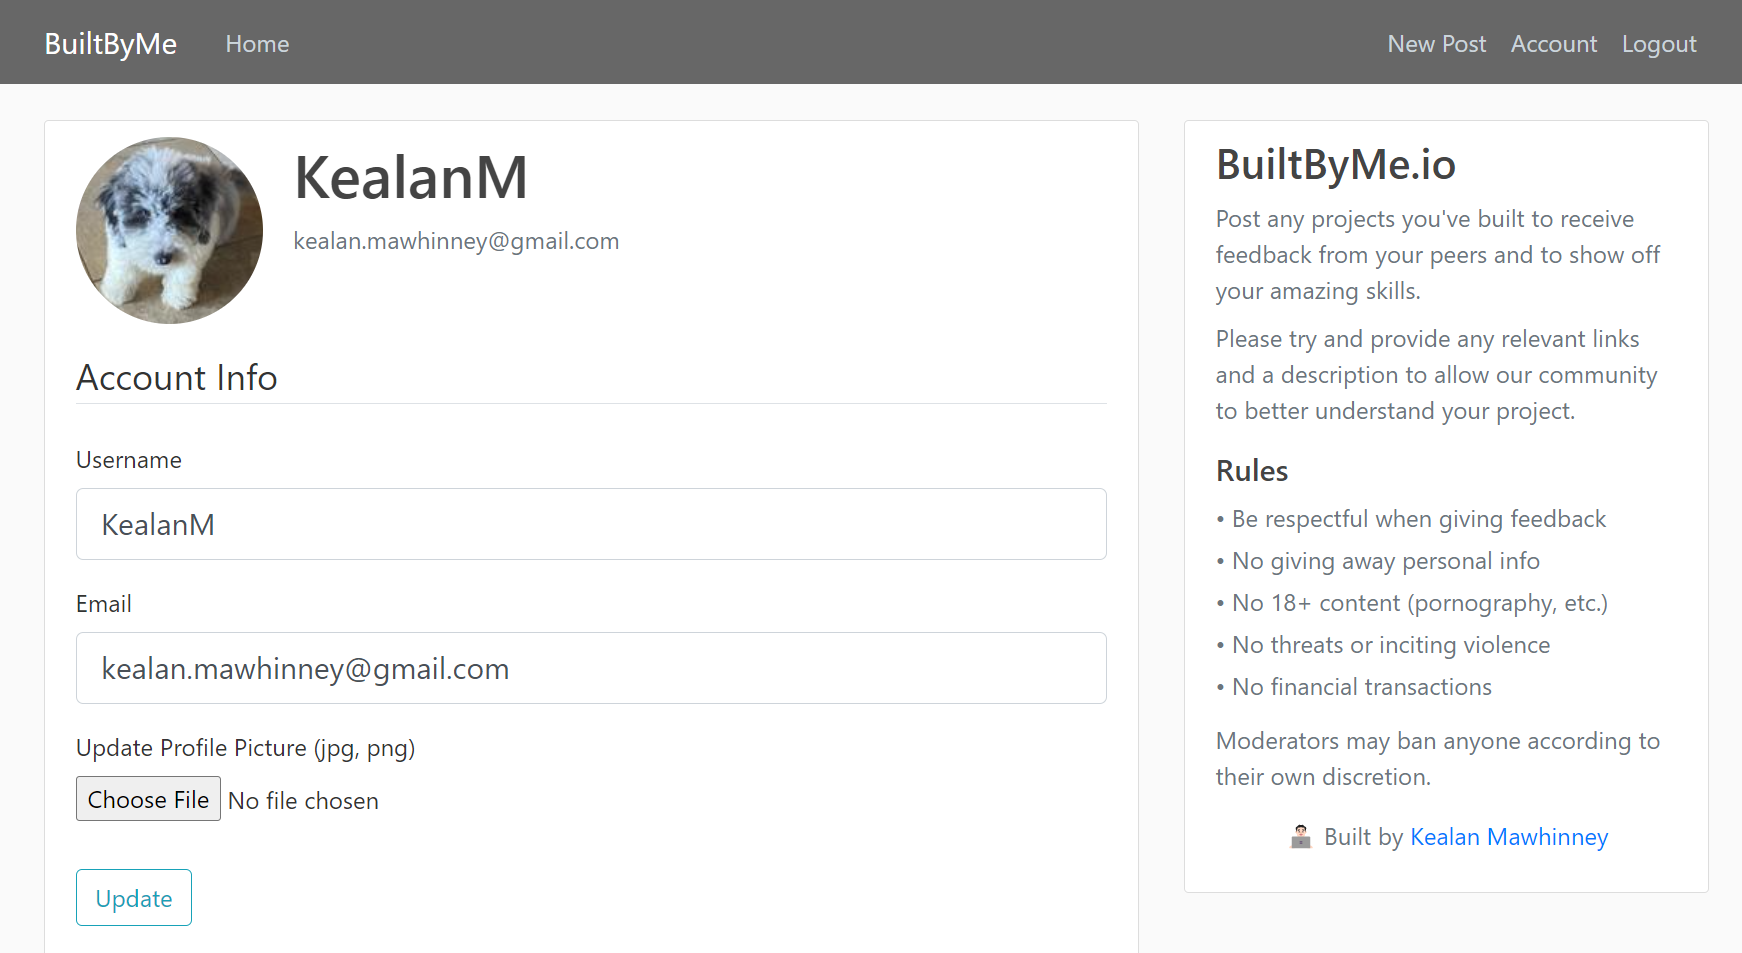 BuiltByMe Home New Post Account Logout
KealanM
kealan.mawhinney@gmail.com
Account Info
Username
KealanM
Email
kealan.mawhinney@gmail.com
Update Profile Picture (jpg, png)
Choose File No file chosen
Update
BuiltByMe.io
Post any projects you've built to receive
feedback from your peers and to show off
your amazing skills.
Please try and provide any relevant links
and a description to allow our community
to better understand your project.
Rules
• Be respectful when giving feedback
• No giving away personal info
• No 18+ content (pornography, etc.)
• No threats or inciting violence
• No financial transactions
Moderators may ban anyone according to
their own discretion.
Built by Kealan Mawhinney